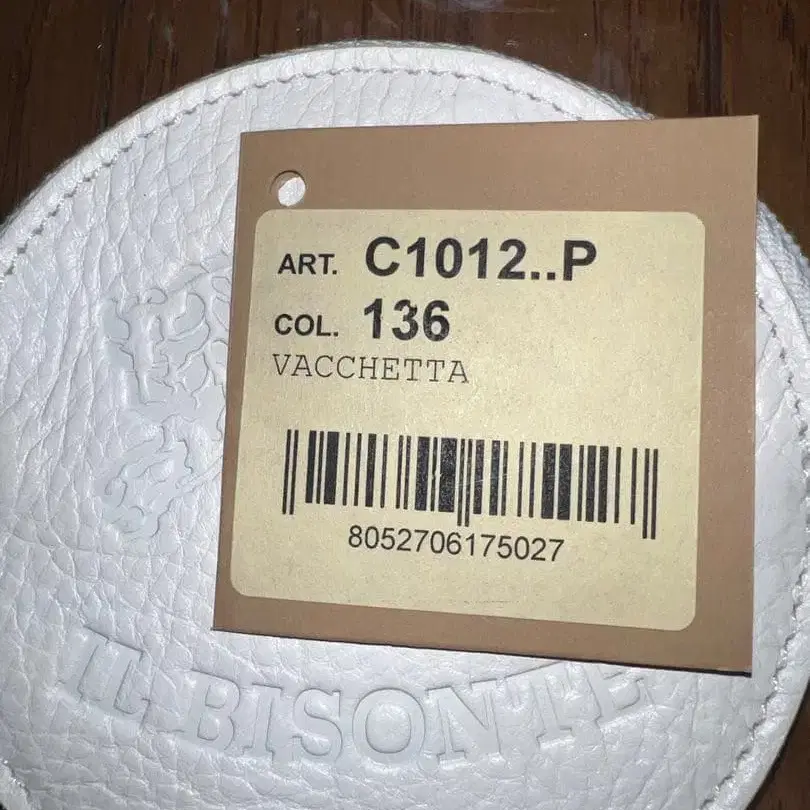 ART. C1012..P
COL. 136
VACCHETTA
8052706175027
IL BISONTE